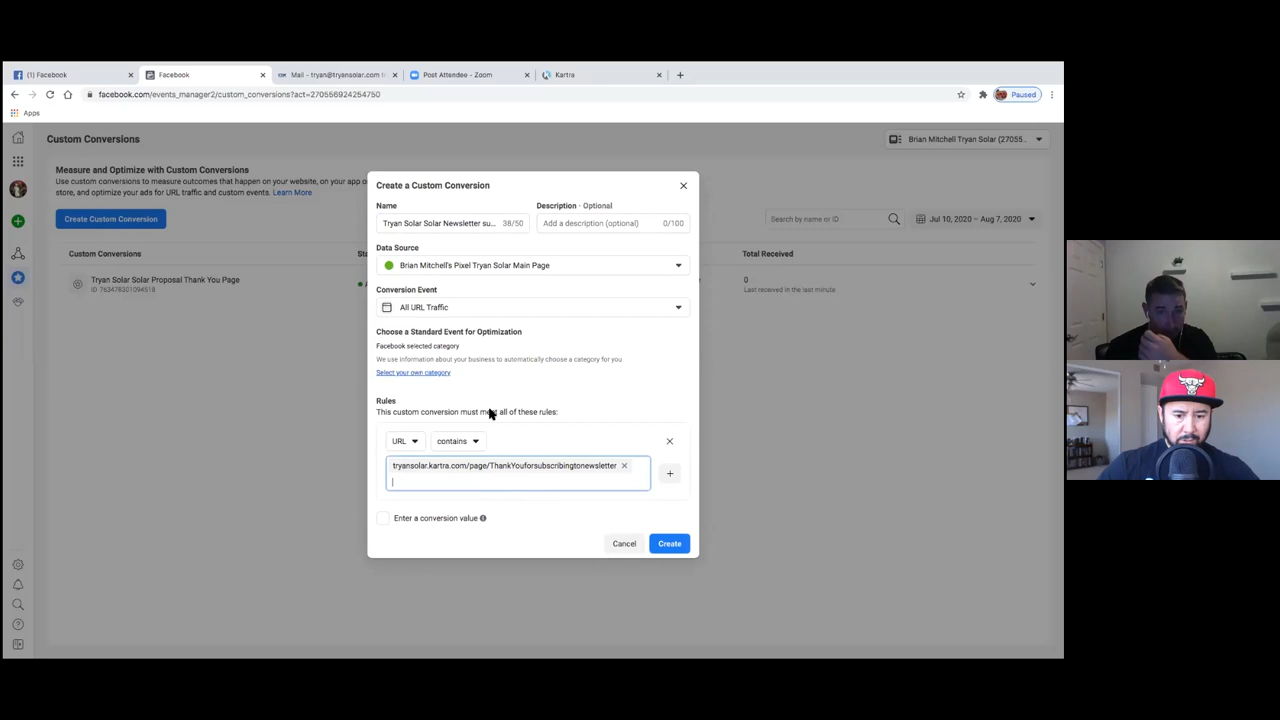 (1) Facebook
Facebook
Mail - tryan@tryansolar.com
Post Attendee - Zoom
Kartra
facebook.com/events_manager2/custom_conversions?act=270556924254750
Paused
Apps
Custom Conversions
Brian Mitchell Tryan Solar (27055...
Measure and Optimize with Custom Conversions
Use custom conversions to measure outcomes that happen on your website, on your app o
store, and optimize your ads for URL traffic and custom events. Learn More
Create Custom Conversion
Search by name or ID
Jul 10, 2020 – Aug 7, 2020
Custom Conversions
Sta
Total Received
Tryan Solar Solar Proposal Thank You Page
ID 763478301094518
A
0
Last received in the last minute
Create a Custom Conversion
Name
Description · Optional
Tryan Solar Solar Newsletter su...
38/50
Add a description (optional)
0/100
Data Source
Brian Mitchell's Pixel Tryan Solar Main Page
Conversion Event
All URL Traffic
Choose a Standard Event for Optimization
Facebook selected category
We use information about your business to automatically choose a category for you
Select your own category
Rules
This custom conversion must meet all of these rules:
URL
contains
tryansolar.kartra.com/page/ThankYouforsubscribingtonewsletter
Enter a conversion value
Cancel
Create